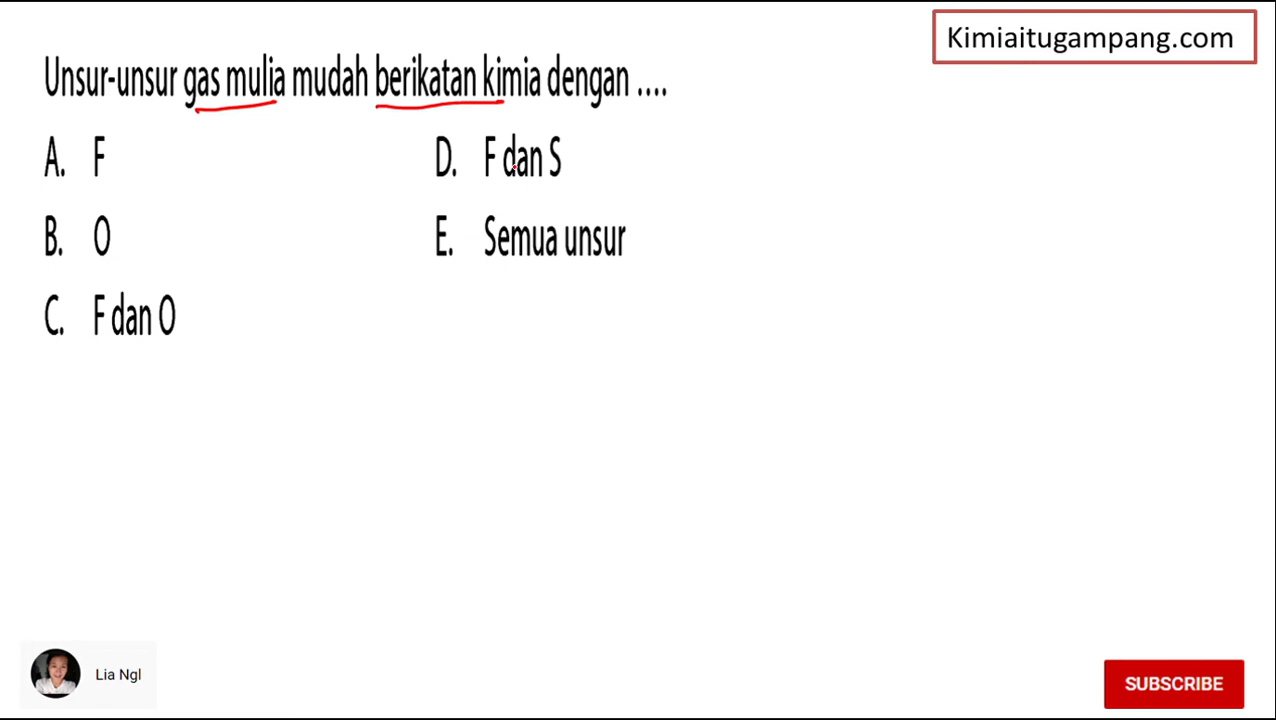 Kimiaitugampang.com
Unsur-unsur gas mulia mudah berikatan kimia dengan ....
A. F
B. O
C. F dan O
D. F dan S
E. Semua unsur
Lia Ngl
SUBSCRIBE